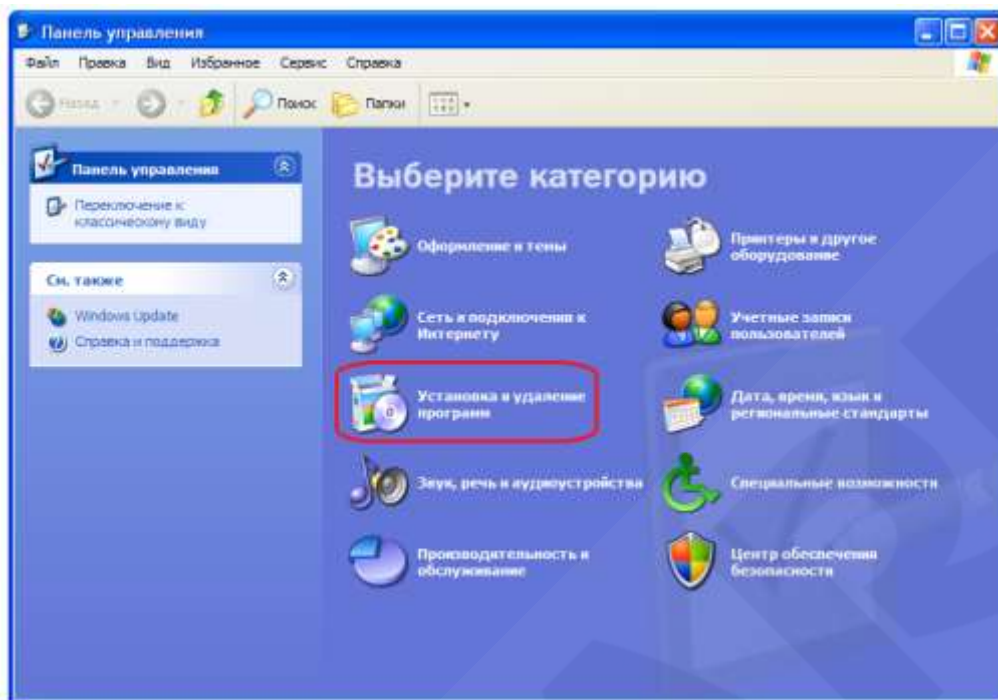 Панель управления
Файл Правка Вид Избранное Сервис Справка
Назад Поиск Папки
Панель управления
Переключение к
классическому виду
См. также
Windows Update
Справка и поддержка
Выберите категорию
Оформление и темы
Принтеры и другое
оборудование
Сеть и подключения к
Интернету
Учетные записи
пользователей
Установка и удаление
программ
Дата, время, язык и
региональные стандарты
Звук, речь и аудиоустройства
Специальные возможности
Производительность и
обслуживание
Центр обеспечения
безопасности